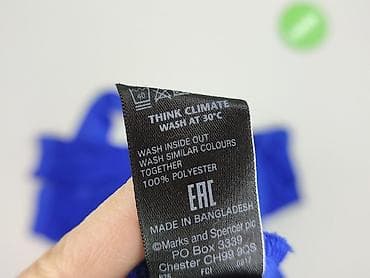 40
THINK CLIMATE
WASH AT 30°C
WASH INSIDE OUT
WASH SIMILAR COLOURS
TOGETHER
100% POLYESTER
EAC
MADE IN BANGLADESH
©Marks and Spencer plc
PO Box 3339
Chester CH99 9QS